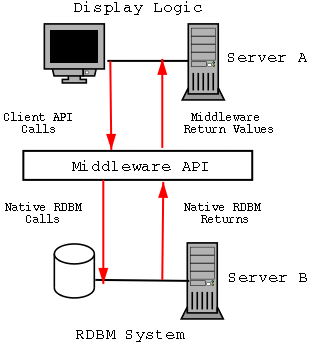 Display Logic
Server A
Client API
Calls
Middleware
Return Values
Middleware API
Native RDBM
Calls
Native RDBM
Returns
Server B
RDBM System